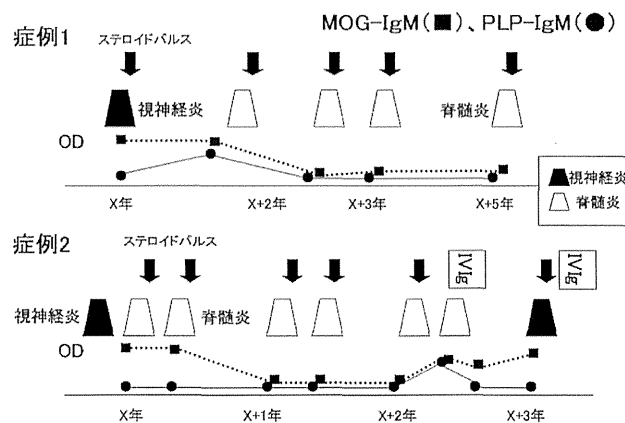 MOG-IgM(■)、PLP-IgM(●)
症例1
ステロイドパルス
視神経炎
脊髄炎
OD
X年
X+2年
X+3年
X+5年
視神経炎
脊髄炎
症例2
ステロイドパルス
IVIg
IVIg
視神経炎
脊髄炎
OD
X年
X+1年
X+2年
X+3年